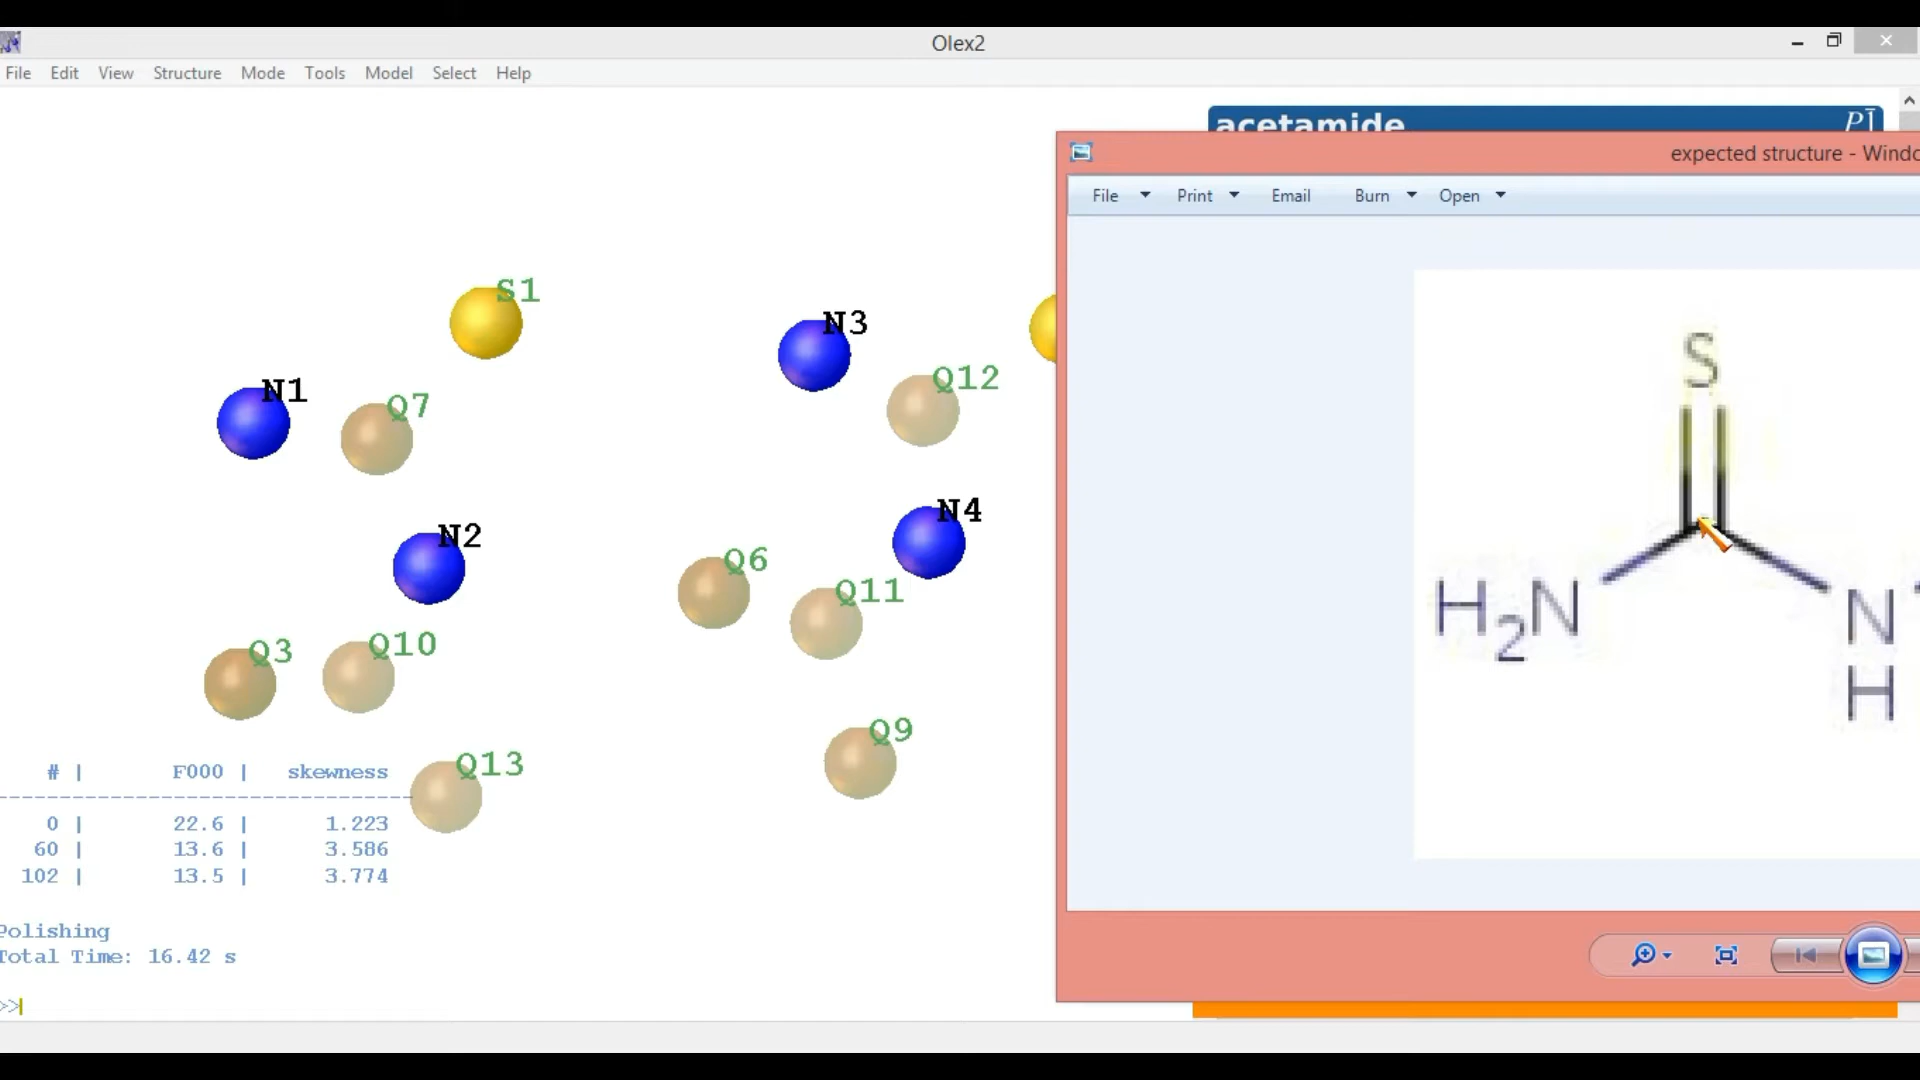 Olex2
File Edit View Structure Mode Tools Model Select Help
acetamide P1̅
expected structure - Windo
File Print Email Burn Open
S1
N3
N1
Q7
Q12
N2
N4
Q6
Q11
Q3
Q10
Q9
Q13
# | F000 | skewness
0 | 22.6 | 1.223
60 | 13.6 | 3.586
102 | 13.5 | 3.774
Polishing
Total Time: 16.42 s
>>
S
H2N
N
H